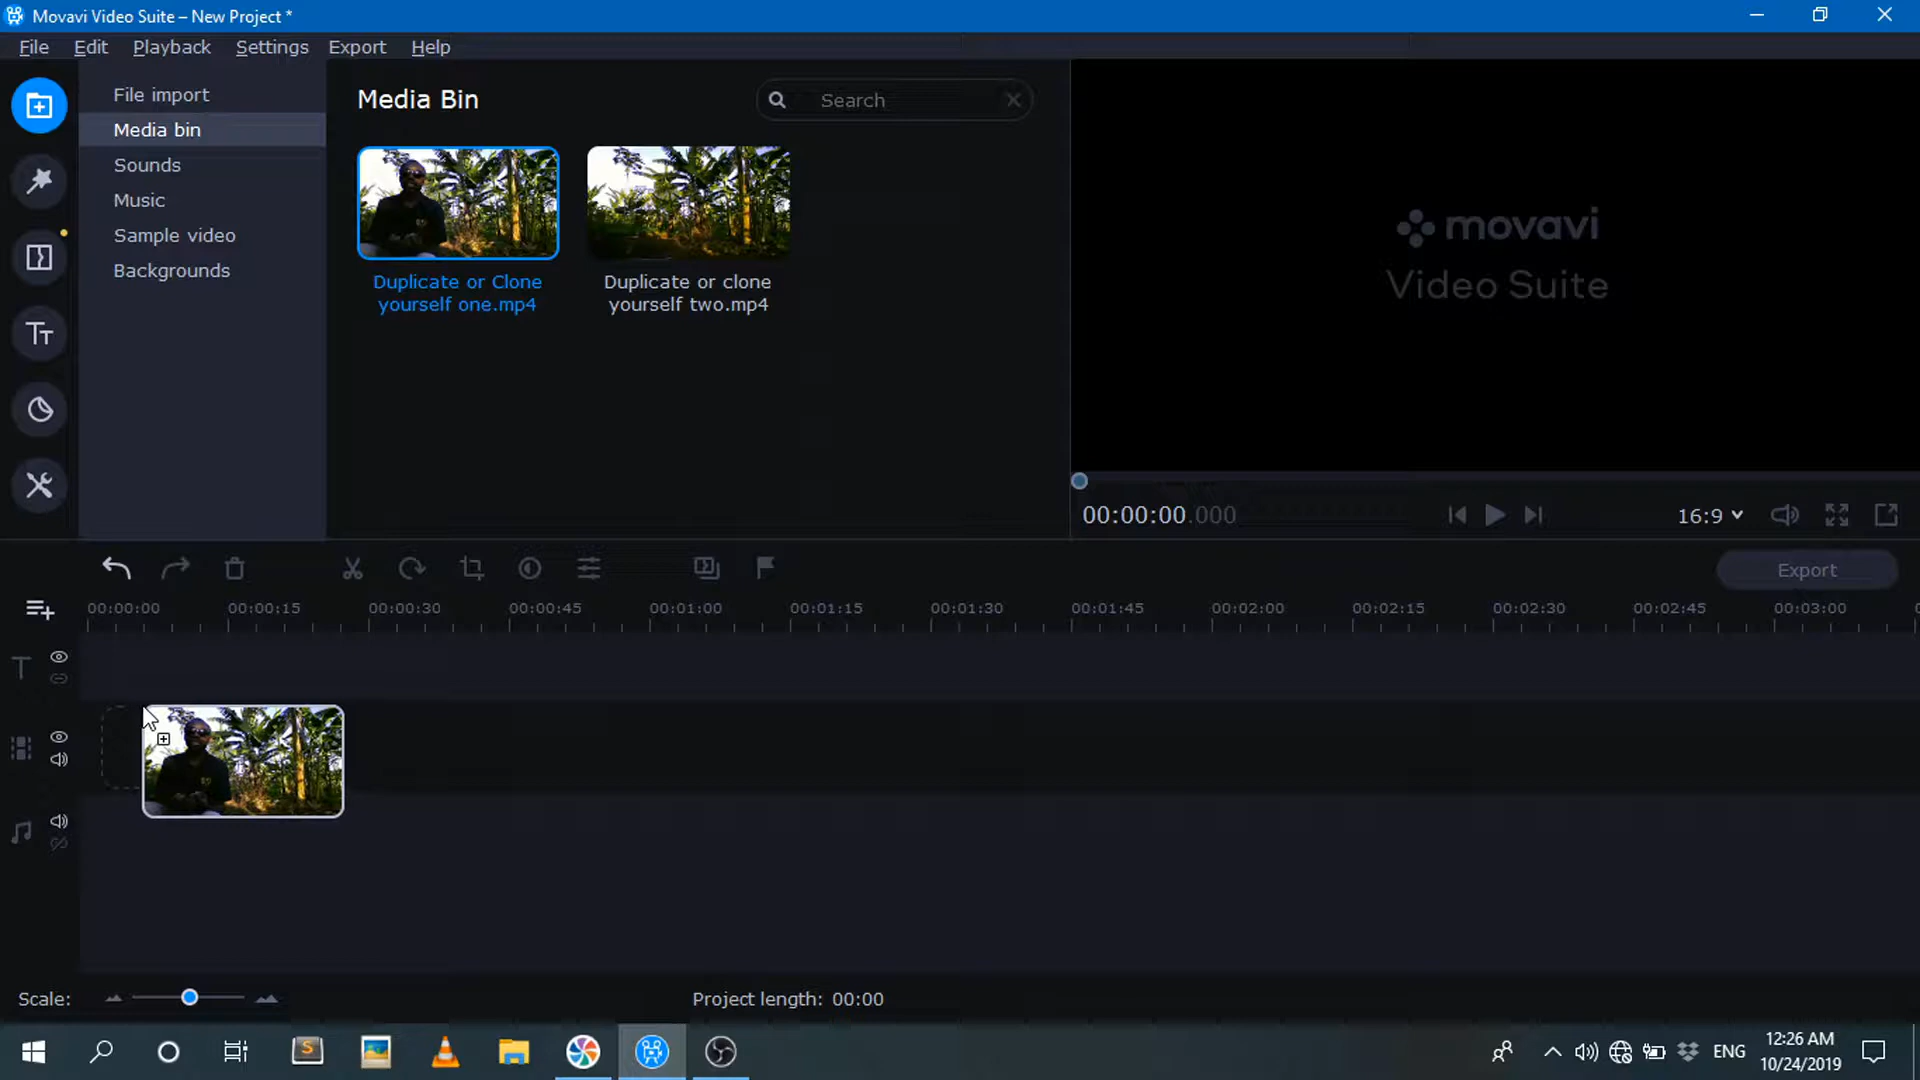 Movavi Video Suite – New Project *
File Edit Playback Settings Export Help
File import
Media bin
Sounds
Music
Sample video
Backgrounds
Media Bin
Search
Duplicate or Clone
yourself one.mp4
Duplicate or clone
yourself two.mp4
movavi
Video Suite
00:00:00.000
16:9
Export
00:00:00 00:00:15 00:00:30 00:00:45 00:01:00 00:01:15 00:01:30 00:01:45 00:02:00 00:02:15 00:02:30 00:02:45 00:03:00
Scale:
Project length: 00:00
ENG
12:26 AM
10/24/2019